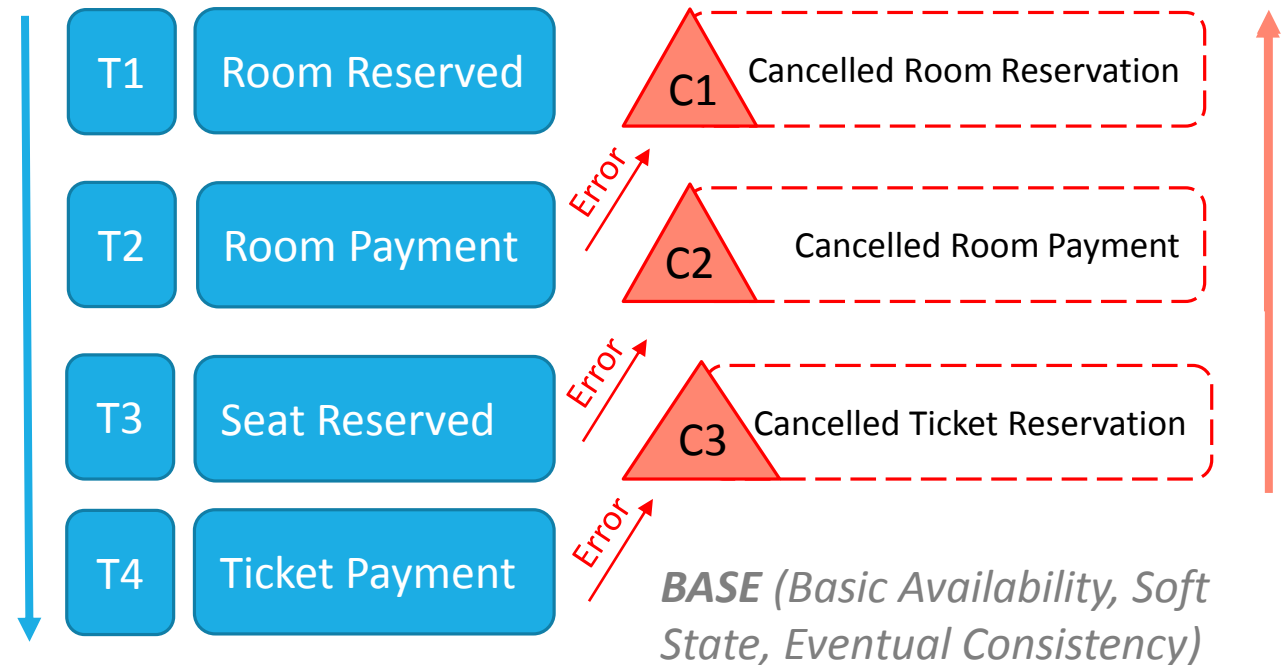 T1 Room Reserved
C1 Cancelled Room Reservation
Error
T2 Room Payment
C2 Cancelled Room Payment
Error
T3 Seat Reserved
C3 Cancelled Ticket Reservation
Error
T4 Ticket Payment
BASE (Basic Availability, Soft
State, Eventual Consistency)